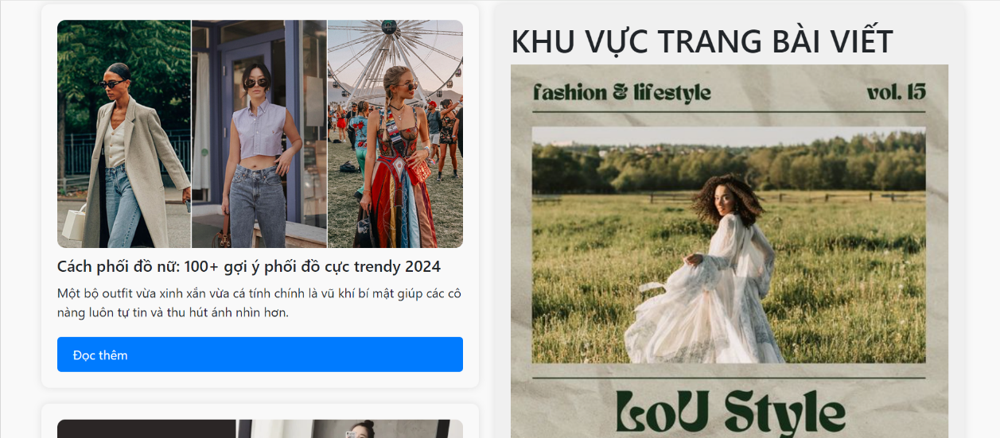 Cách phối đồ nữ: 100+ gợi ý phối đồ cực trendy 2024
Một bộ outfit vừa xinh xắn vừa cá tính chính là vũ khí bí mật giúp các cô
nàng luôn tự tin và thu hút ánh nhìn hơn.
Đọc thêm
KHU VỰC TRANG BÀI VIẾT
fashion & lifestyle
vol. 15
LoU Style